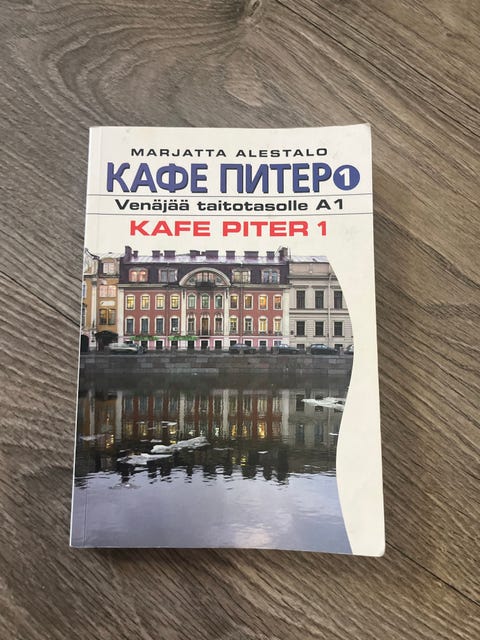 MARJATTA ALESTALO
КАФЕ ПИТЕР 1
Venäjää taitotasolle A1
KAFE PITER 1